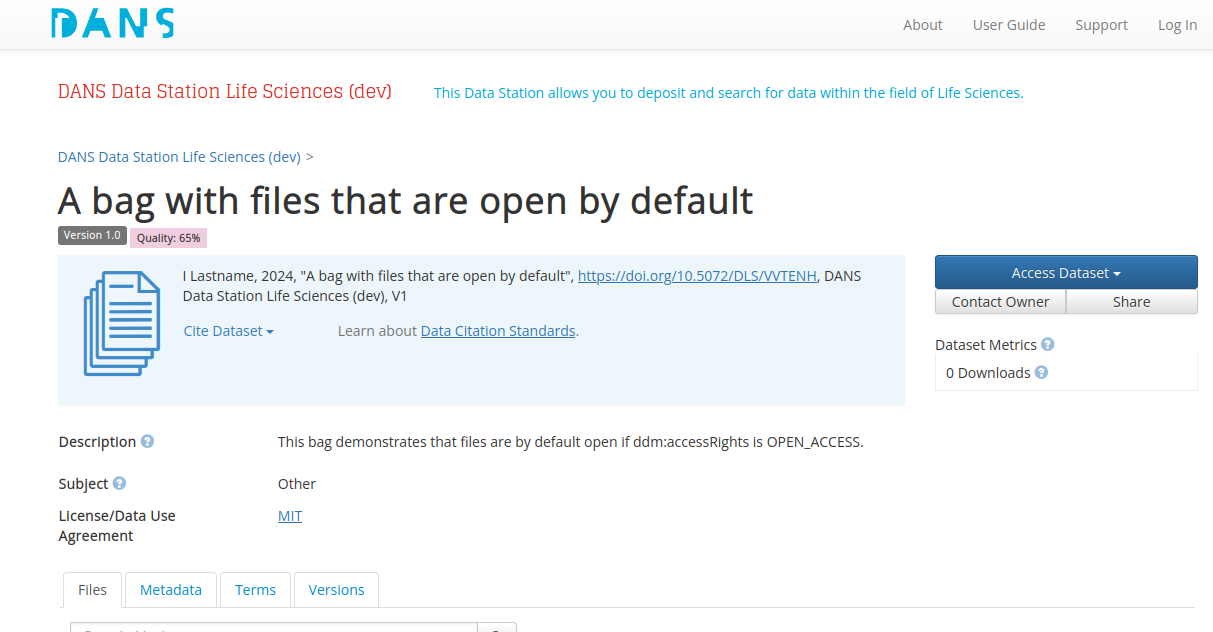 DANS
About User Guide Support Log In
DANS Data Station Life Sciences (dev) This Data Station allows you to deposit and search for data within the field of Life Sciences.
DANS Data Station Life Sciences (dev) >
A bag with files that are open by default
Version 1.0 Quality: 65%
I Lastname, 2024, "A bag with files that are open by default", https://doi.org/10.5072/DLS/VVTENH, DANS
Data Station Life Sciences (dev), V1
Cite Dataset Learn about Data Citation Standards.
Access Dataset
Contact Owner Share
Dataset Metrics
0 Downloads
Description This bag demonstrates that files are by default open if ddm:accessRights is OPEN_ACCESS.
Subject Other
License/Data Use
Agreement
MIT
Files Metadata Terms Versions